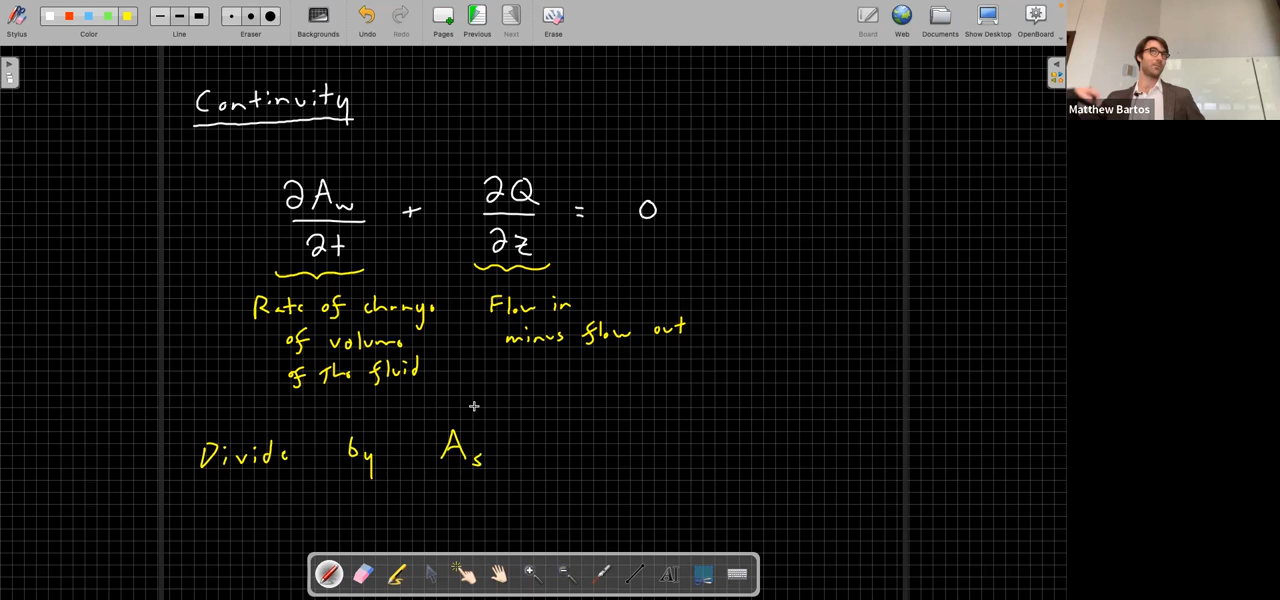 Stylus
Color
Line
Eraser
Backgrounds
Undo
Redo
Pages
Previous
Next
Erase
Board
Web
Documents
Show Desktop
OpenBoard
Matthew Bartos
Continuity
∂A_w/∂t + ∂Q/∂z = 0
Rate of change
of volume
of the fluid
Flow in
minus flow out
Divide by A_s
AI